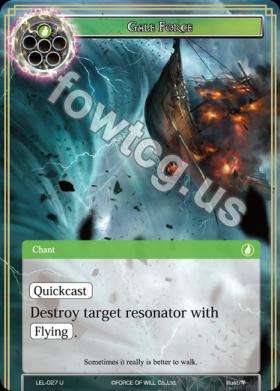 Gale Force
fowtcg.us
Chant
Quickcast
Destroy target resonator with
Flying .
Sometimes it really is better to walk.
LEL-027 U
©FORCE OF WILL Co.,Ltd.